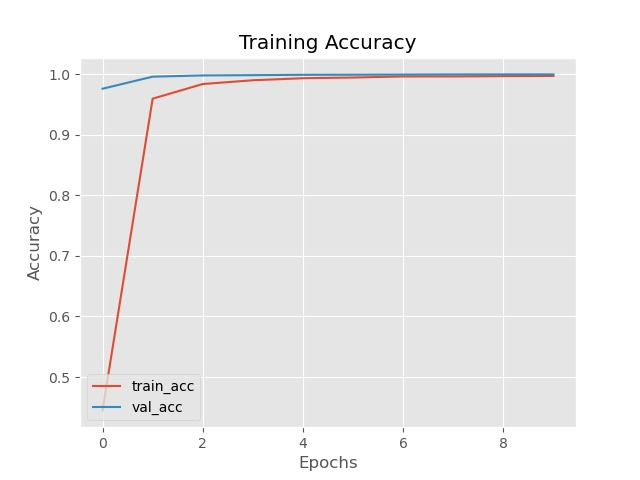 Training Accuracy
1.0
0.9
0.8
0.7
0.6
0.5
Accuracy
train_acc
val_acc
0 2 4 6 8
Epochs